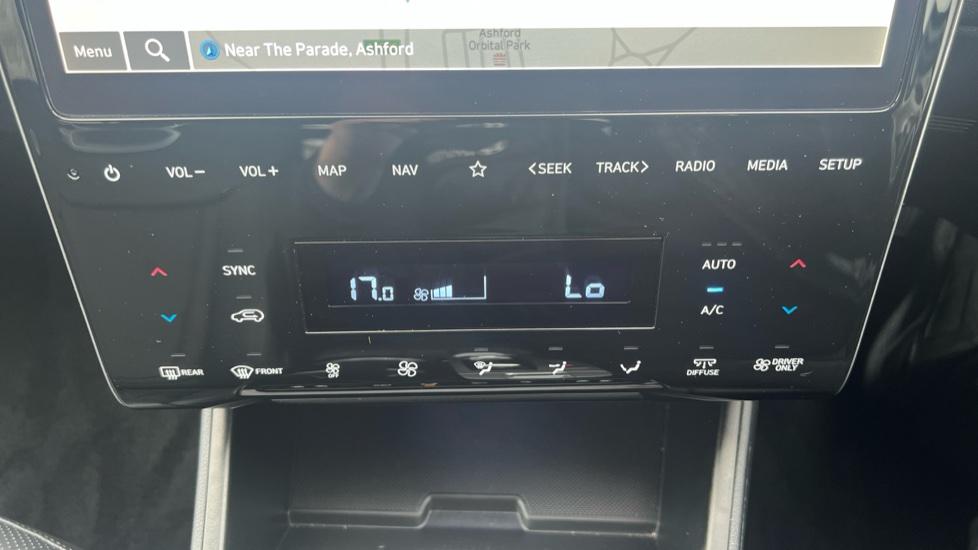 Ashford
Orbital Park
Menu
Near The Parade, Ashford
VOL− VOL+ MAP NAV <SEEK TRACK> RADIO MEDIA SETUP
SYNC
AUTO
17.0
Lo
A/C
REAR FRONT
OFF
DIFFUSE
DRIVER
ONLY